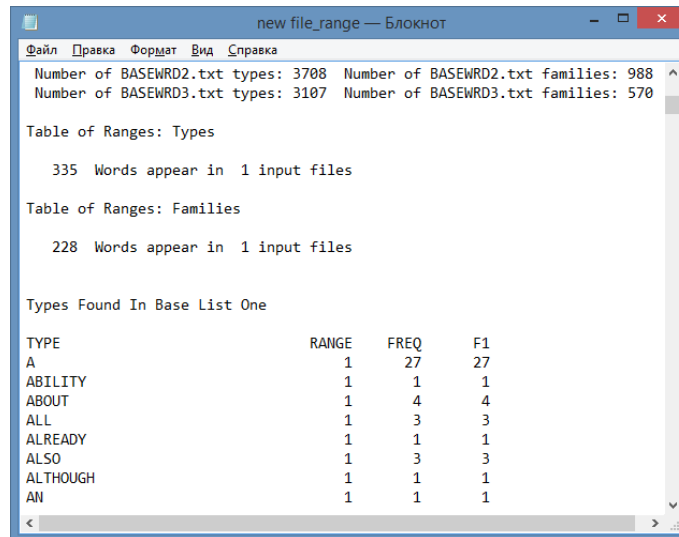 new file_range — Блокнот
Файл Правка Формат Вид Справка
Number of BASEWRD2.txt types: 3708 Number of BASEWRD2.txt families: 988
Number of BASEWRD3.txt types: 3107 Number of BASEWRD3.txt families: 570
Table of Ranges: Types
335 Words appear in 1 input files
Table of Ranges: Families
228 Words appear in 1 input files
Types Found In Base List One
TYPE RANGE FREQ F1
A 1 27 27
ABILITY 1 1 1
ABOUT 1 4 4
ALL 1 3 3
ALREADY 1 1 1
ALSO 1 3 3
ALTHOUGH 1 1 1
AN 1 1 1